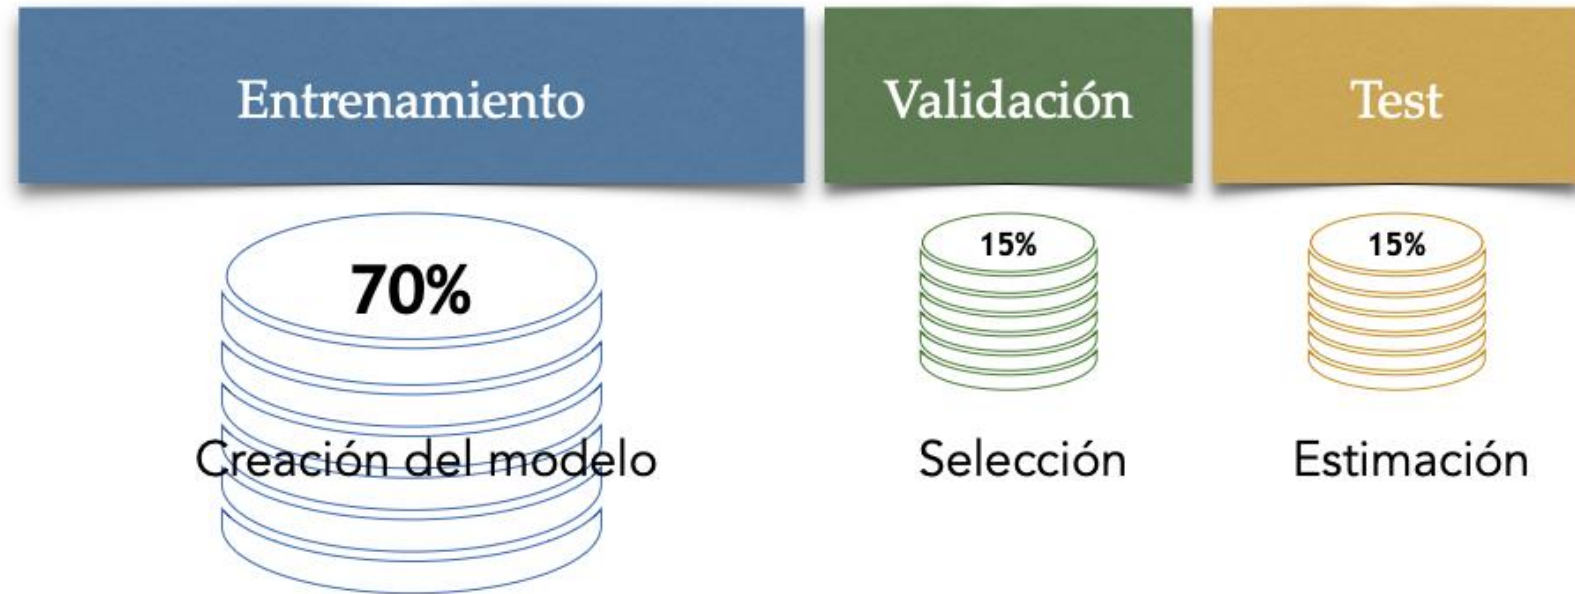 Entrenamiento
Validación
Test
70%
15%
15%
Creación del modelo
Selección
Estimación